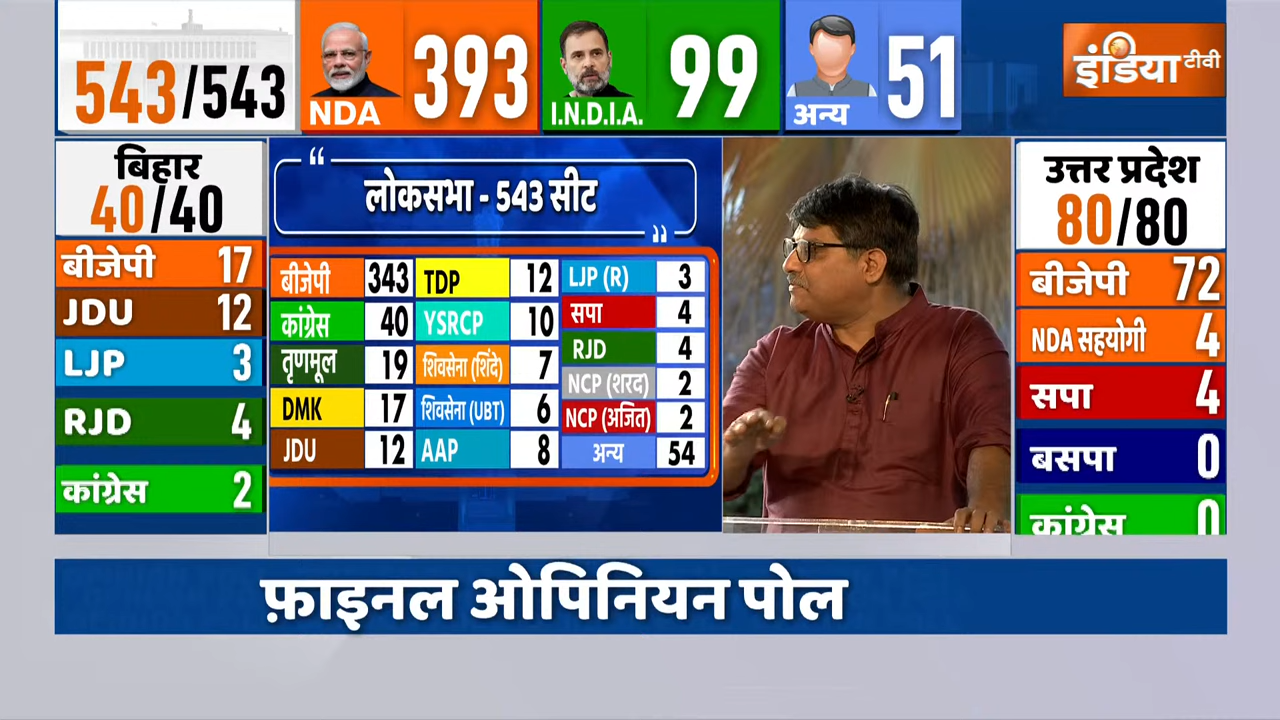 543/543
NDA 393
I.N.D.I.A. 99
अन्य 51
इंडिया टीवी
बिहार
40/40
बीजेपी 17
JDU 12
LJP 3
RJD 4
कांग्रेस 2
“
लोकसभा - 543 सीट
”
बीजेपी 343 TDP 12 LJP (R) 3
कांग्रेस 40 YSRCP 10 सपा 4
तृणमूल 19 शिवसेना (शिंदे) 7 RJD 4
DMK 17 शिवसेना (UBT) 6 NCP (शरद) 2
JDU 12 AAP 8 NCP (अजित) 2
अन्य 54
उत्तर प्रदेश
80/80
बीजेपी 72
NDA सहयोगी 4
सपा 4
बसपा 0
कांग्रेस 0
फ़ाइनल ओपिनियन पोल